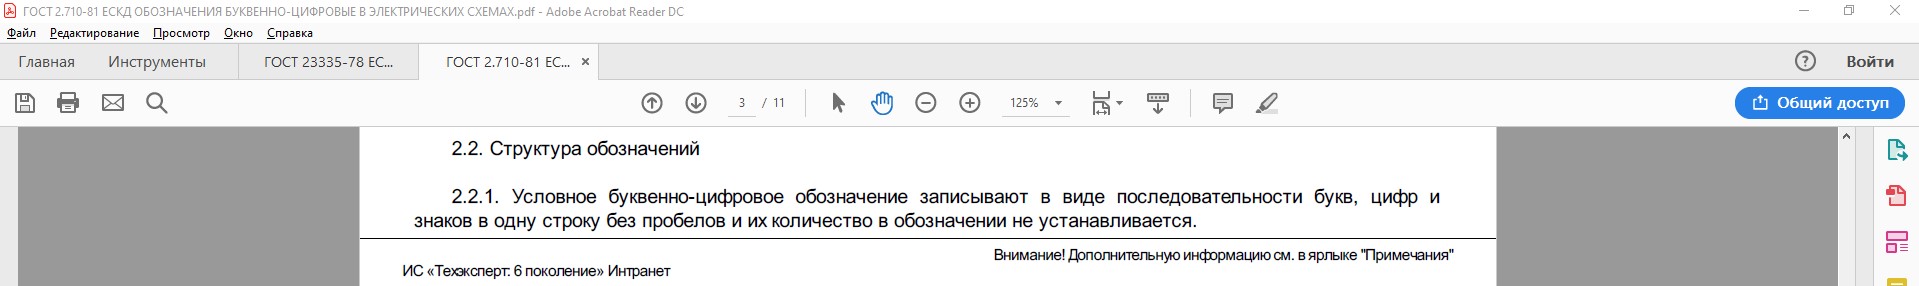 ГОСТ 2.710-81 ЕСКД ОБОЗНАЧЕНИЯ БУКВЕННО-ЦИФРОВЫЕ В ЭЛЕКТРИЧЕСКИХ СХЕМАХ.pdf - Adobe Acrobat Reader DC
Файл Редактирование Просмотр Окно Справка
Главная Инструменты ГОСТ 23335-78 ЕС... ГОСТ 2.710-81 ЕС... × ? Войти
3 / 11 125% Общий доступ
2.2. Структура обозначений
2.2.1. Условное буквенно-цифровое обозначение записывают в виде последовательности букв, цифр и
знаков в одну строку без пробелов и их количество в обозначении не устанавливается.
Внимание! Дополнительную информацию см. в ярлыке "Примечания"
ИС «Техэксперт: 6 поколение» Интранет